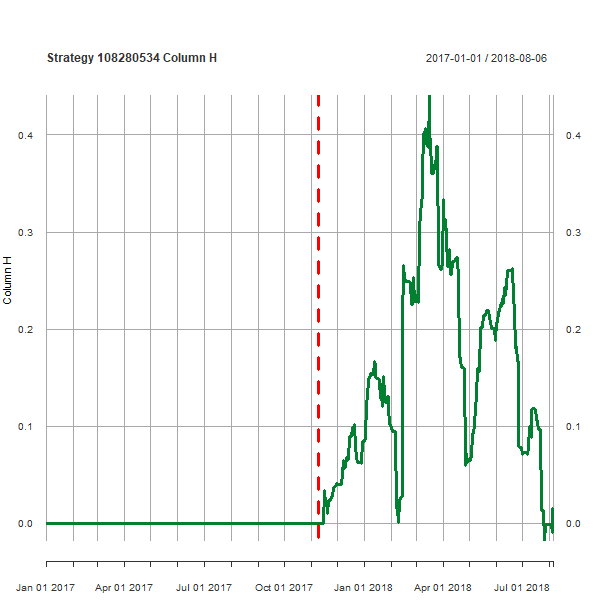 Strategy 108280534 Column H
2017-01-01 / 2018-08-06
0.4
0.4
0.3
0.3
0.2
0.2
0.1
0.1
0.0
0.0
Column H
Jan 01 2017
Apr 01 2017
Jul 01 2017
Oct 01 2017
Jan 01 2018
Apr 01 2018
Jul 01 2018